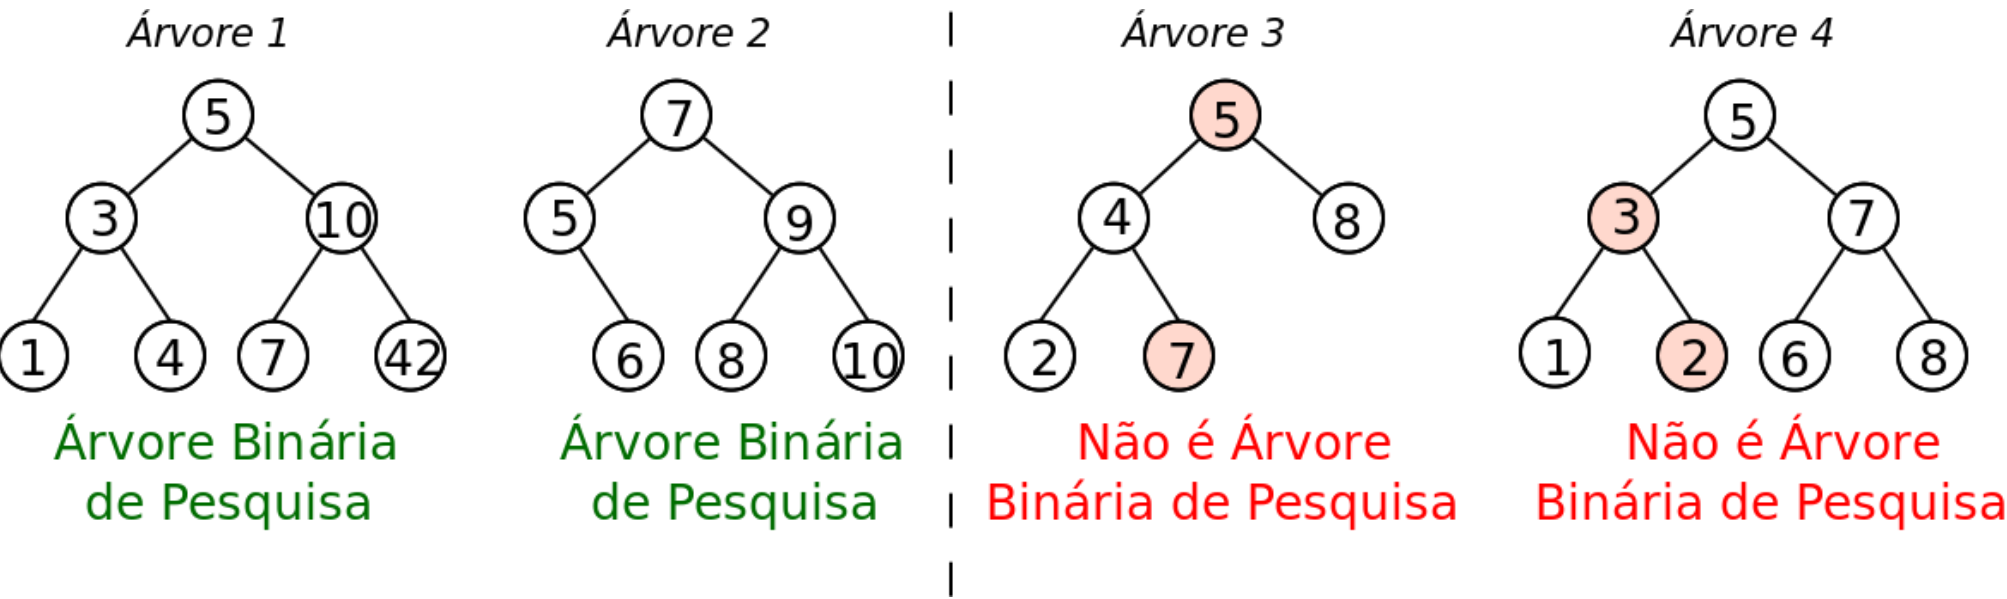 Árvore 1
5
3
10
1
4
7
42
Árvore Binária
de Pesquisa
Árvore 2
7
5
9
6
8
10
Árvore Binária
de Pesquisa
Árvore 3
5
4
8
2
7
Não é Árvore
Binária de Pesquisa
Árvore 4
5
3
7
1
2
6
8
Não é Árvore
Binária de Pesquisa